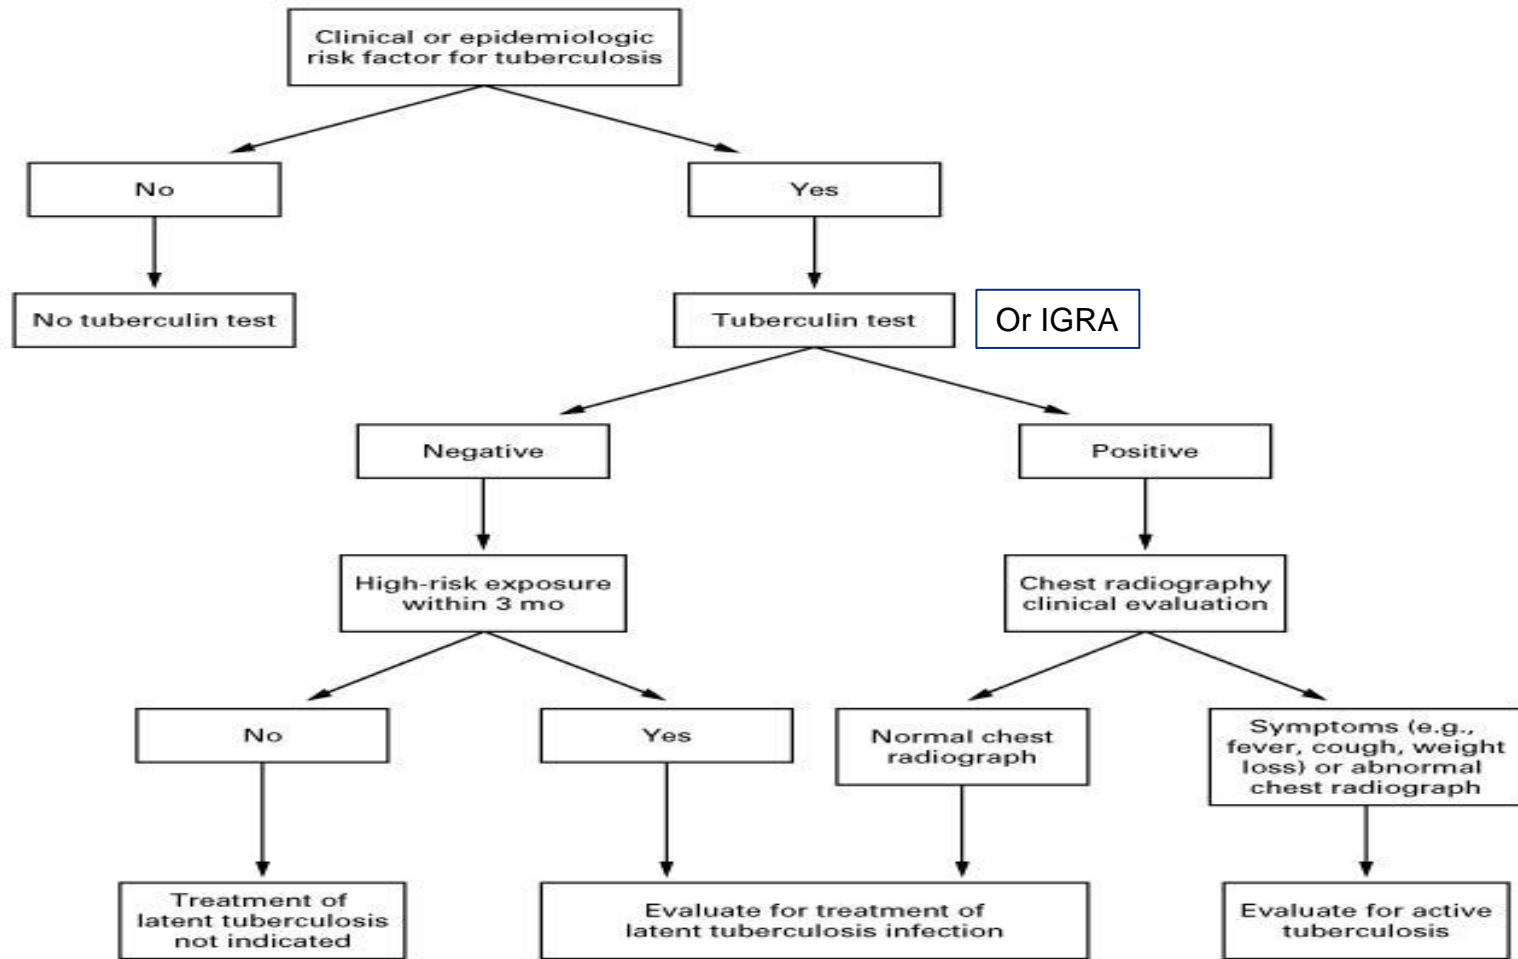 Clinical or epidemiologic
risk factor for tuberculosis
No
Yes
No tuberculin test
Tuberculin test
Or IGRA
Negative
Positive
High-risk exposure
within 3 mo
Chest radiography
clinical evaluation
No
Yes
Normal chest
radiograph
Symptoms (e.g.,
fever, cough, weight
loss) or abnormal
chest radiograph
Treatment of
latent tuberculosis
not indicated
Evaluate for treatment of
latent tuberculosis infection
Evaluate for active
tuberculosis